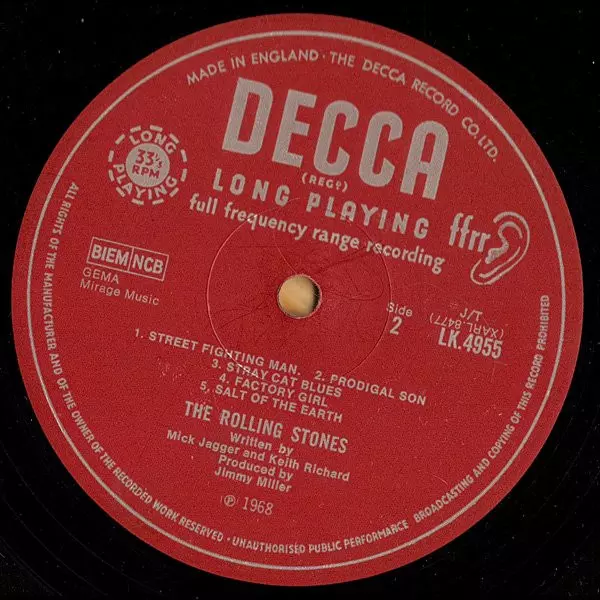 MADE IN ENGLAND · THE DECCA RECORD CO. LTD.
DECCA
(REGD)
LONG PLAYING
full frequency range recording
ffrr
LONG
33⅓
RPM
PLAYING
BIEM NCB
GEMA
Mirage Music
Side
2
1/J
(XARL.8477)
LK.4955
1. STREET FIGHTING MAN. 2. PRODIGAL SON
3. STRAY CAT BLUES
4. FACTORY GIRL
5. SALT OF THE EARTH
THE ROLLING STONES
Written by
Mick Jagger and Keith Richard
Produced by
Jimmy Miller
℗ 1968
ALL RIGHTS OF THE MANUFACTURER AND OF THE OWNER OF THE RECORDED WORK RESERVED · UNAUTHORISED PUBLIC PERFORMANCE BROADCASTING AND COPYING OF THIS RECORD PROHIBITED